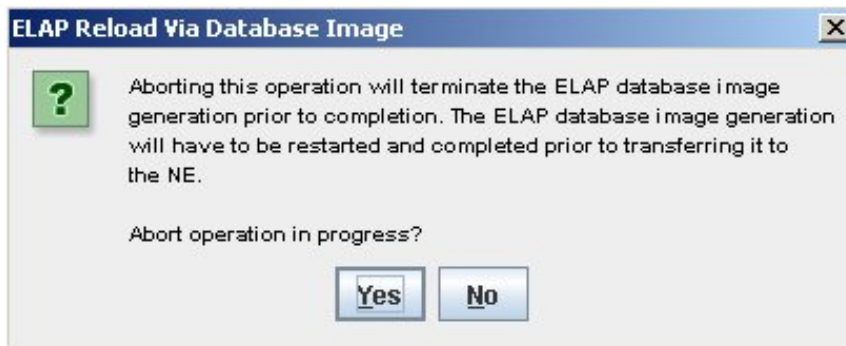 ELAP Reload Via Database Image
Aborting this operation will terminate the ELAP database image
generation prior to completion. The ELAP database image generation
will have to be restarted and completed prior to transferring it to
the NE.
Abort operation in progress?
Yes No